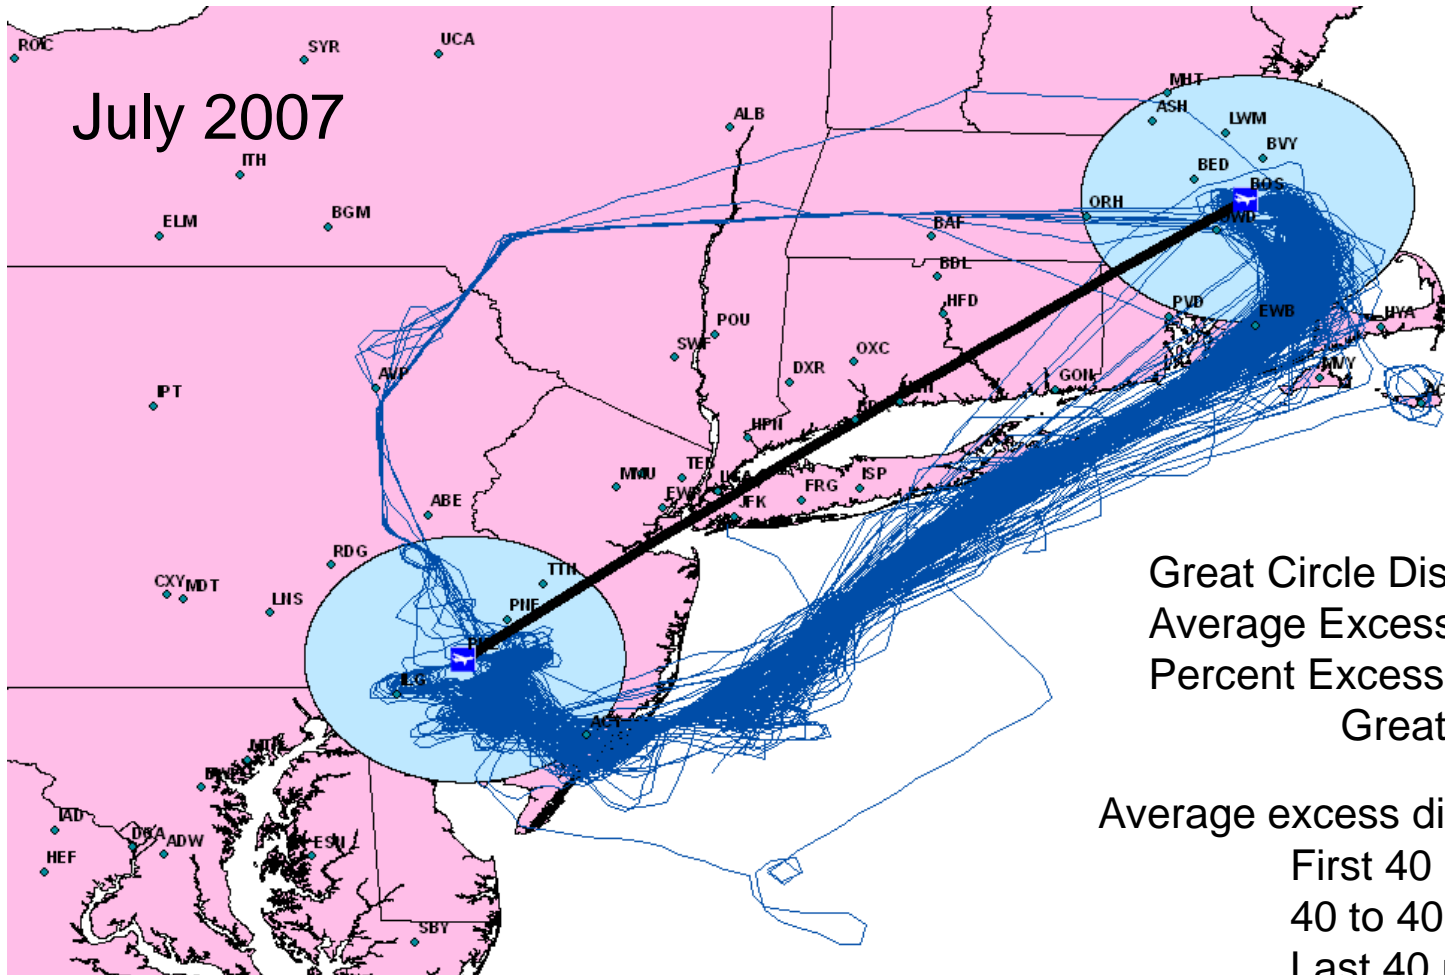 ROC
SYR
UCA
July 2007
ALB
MHT
ASH
LWM
BVY
BED
BOS
ITH
ELM
BGM
ORH
BAF
BDL
HFD
PVD
EWB
HYA
POU
SWF
OXC
DXR
GON
MVY
AVP
IPT
HPN
TEB
MMU
ISP
FRG
JFK
ABE
RDG
TTN
CXY
MDT
LNS
PNE
ILG
ACY
IAD
DCA
ADW
HEF
ESN
SBY
Great Circle Dis
Average Excess
Percent Excess
Great
Average excess di
First 40
40 to 40
Last 40